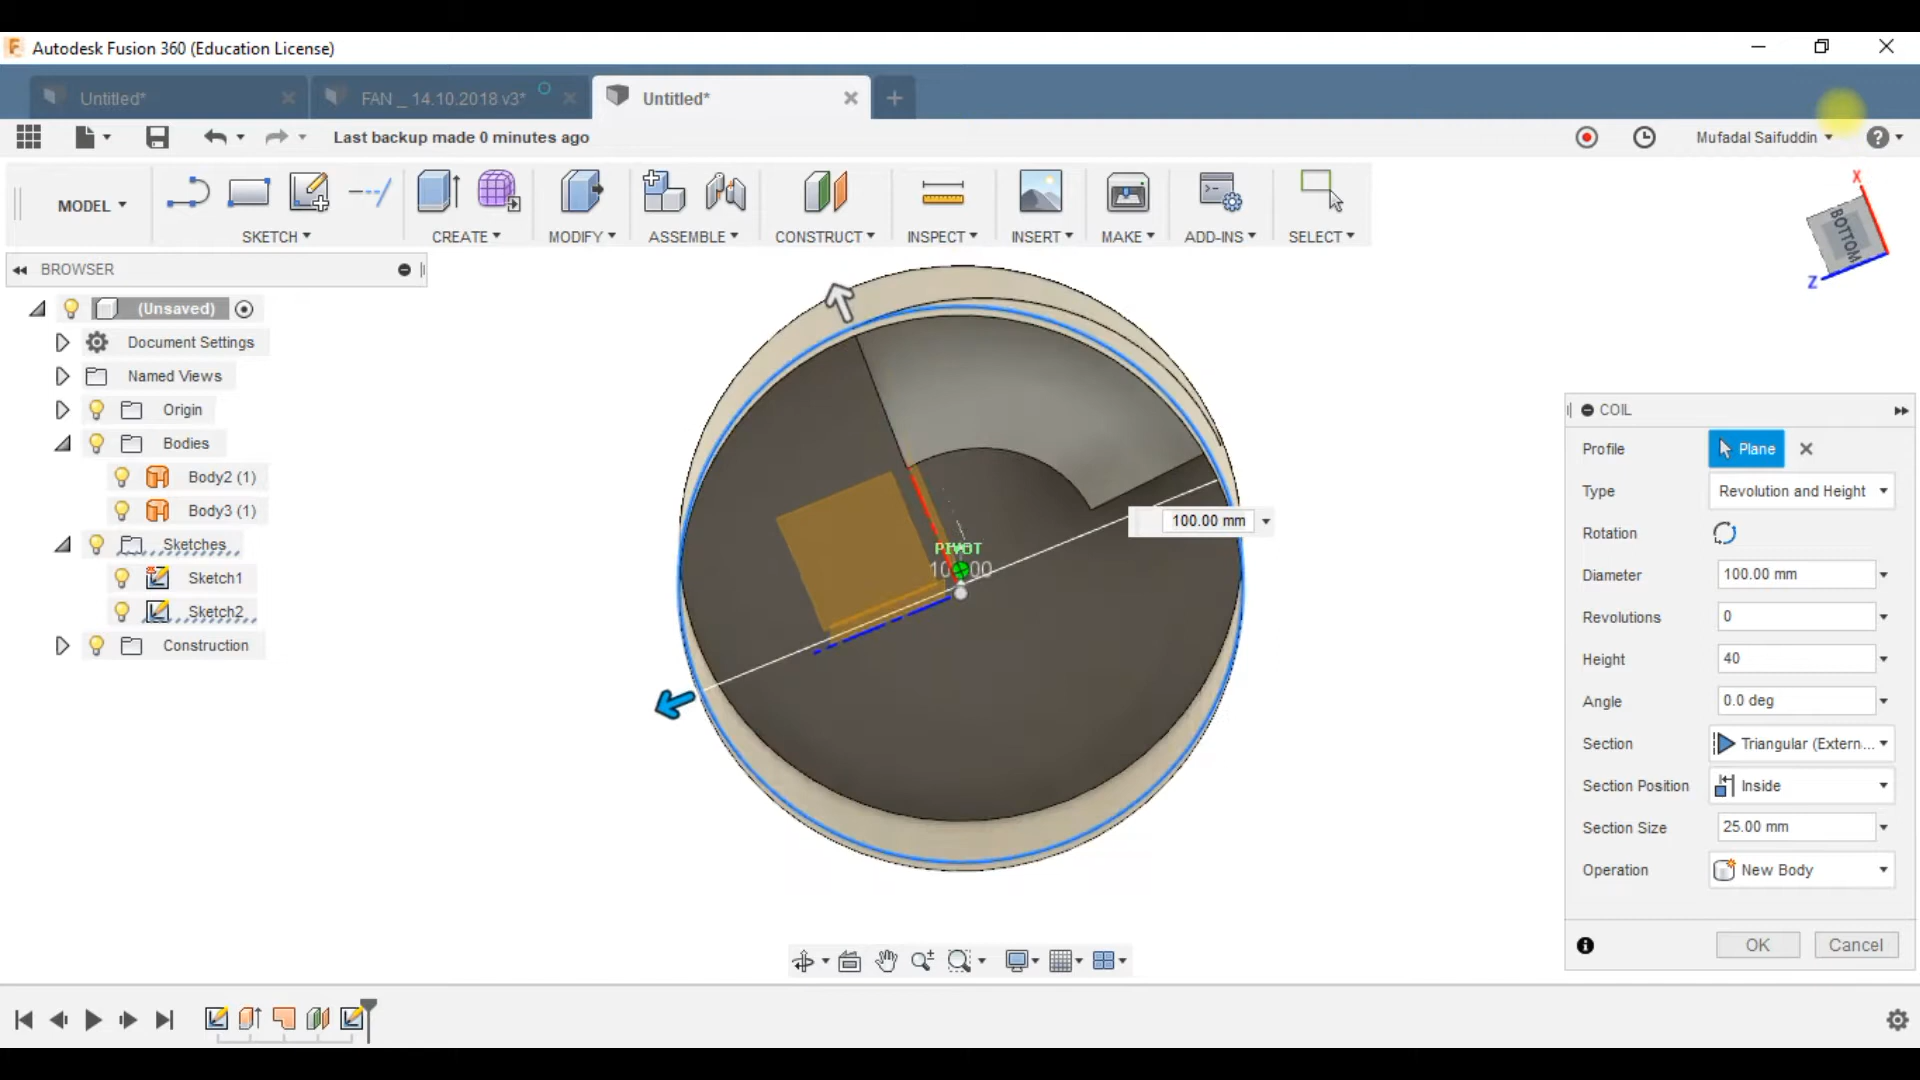 Autodesk Fusion 360 (Education License)
Untitled*
FAN _ 14.10.2018 v3*
Untitled*
Last backup made 0 minutes ago
Mufadal Saifuddin
MODEL
SKETCH
CREATE
MODIFY
ASSEMBLE
CONSTRUCT
INSPECT
INSERT
MAKE
ADD-INS
SELECT
X
BOTTOM
Z
BROWSER
(Unsaved)
Document Settings
Named Views
Origin
Bodies
Body2 (1)
Body3 (1)
Sketches
Sketch1
Sketch2
Construction
100.00 mm
PIVOT
COIL
Profile
Plane
Type
Revolution and Height
Rotation
Diameter
100.00 mm
Revolutions
0
Height
40
Angle
0.0 deg
Section
Triangular (Extern...
Section Position
Inside
Section Size
25.00 mm
Operation
New Body
OK
Cancel